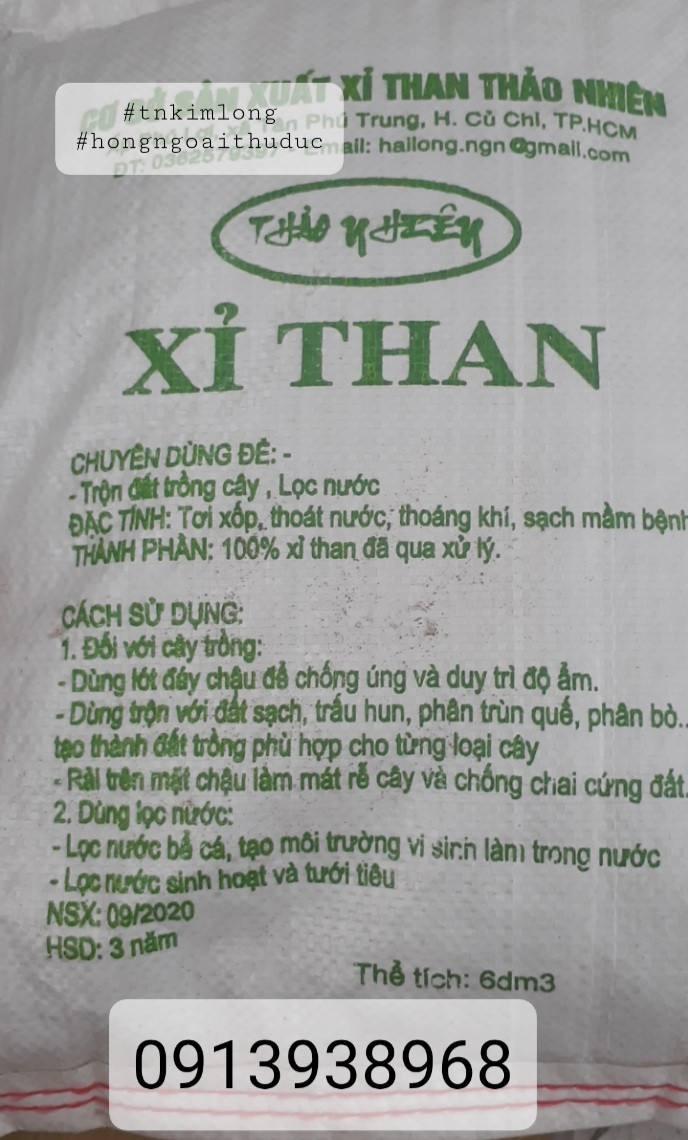 #tnkimlong
#hongngoaithuduc
CƠ SỞ SẢN XUẤT XỈ THAN THẢO NHIÊN
Phú Trung, H. Củ Chi, TP.HCM
ĐT: 0362579397 - Email: hailong.ngn@gmail.com
THẢO NHIÊN
XỈ THAN
CHUYÊN DÙNG ĐỂ: -
- Trộn đất trồng cây , Lọc nước
ĐẶC TÍNH: Tơi xốp, thoát nước, thoáng khí, sạch mầm bệnh
THÀNH PHẦN: 100% xỉ than đã qua xử lý.
CÁCH SỬ DỤNG:
1. Đối với cây trồng:
- Dùng lót đáy chậu để chống úng và duy trì độ ẩm.
- Dùng trộn với đất sạch, trấu hun, phân trùn quế, phân bò..
tạo thành đất trồng phù hợp cho từng loại cây
- Rải trên mặt chậu làm mát rễ cây và chống chai cứng đất.
2. Dùng lọc nước:
- Lọc nước bể cá, tạo môi trường vi sinh làm trong nước
- Lọc nước sinh hoạt và tưới tiêu
NSX: 09/2020
HSD: 3 năm
Thể tích: 6dm3
0913938968